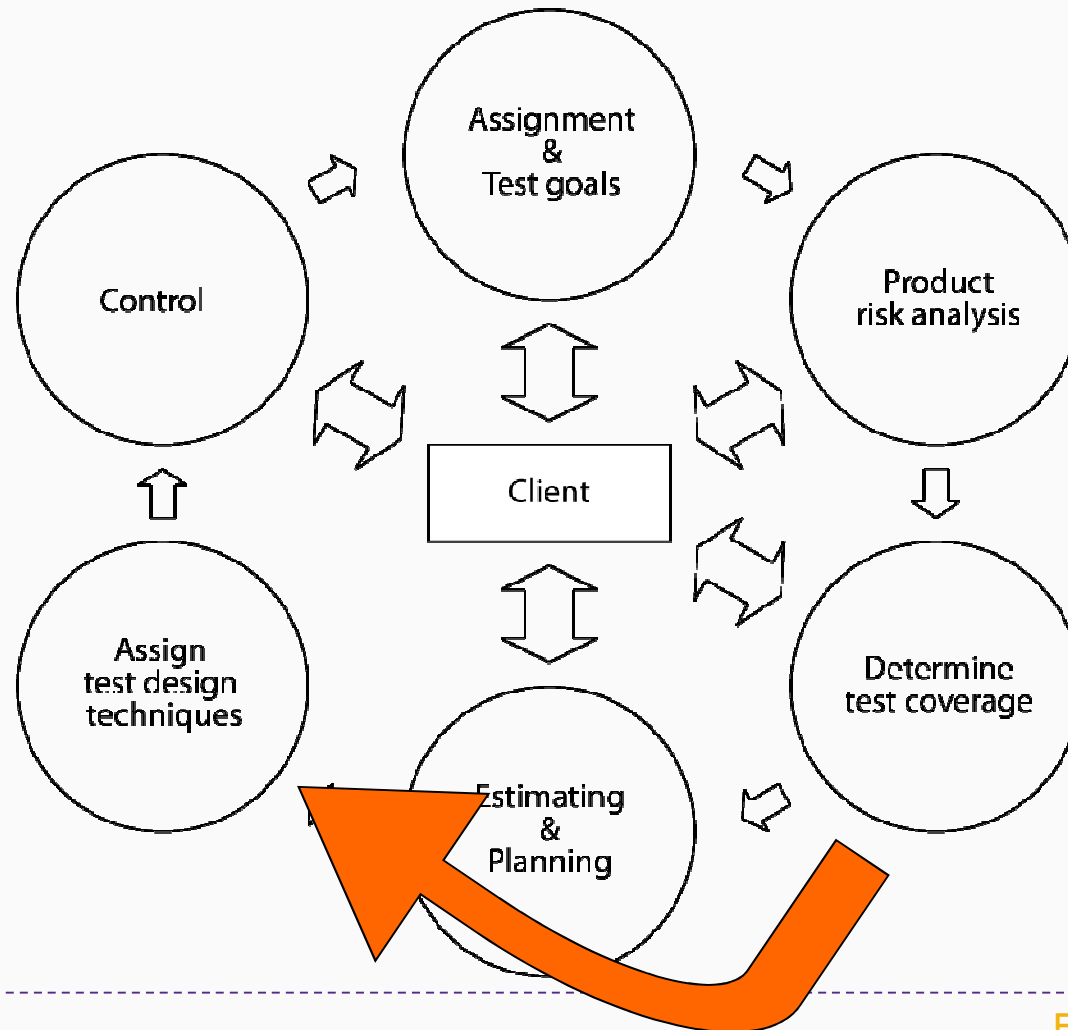 Assignment
&
Test goals
Control
Product
risk analysis
Client
Assign
test design
techniques
Determine
test coverage
Estimating
&
Planning